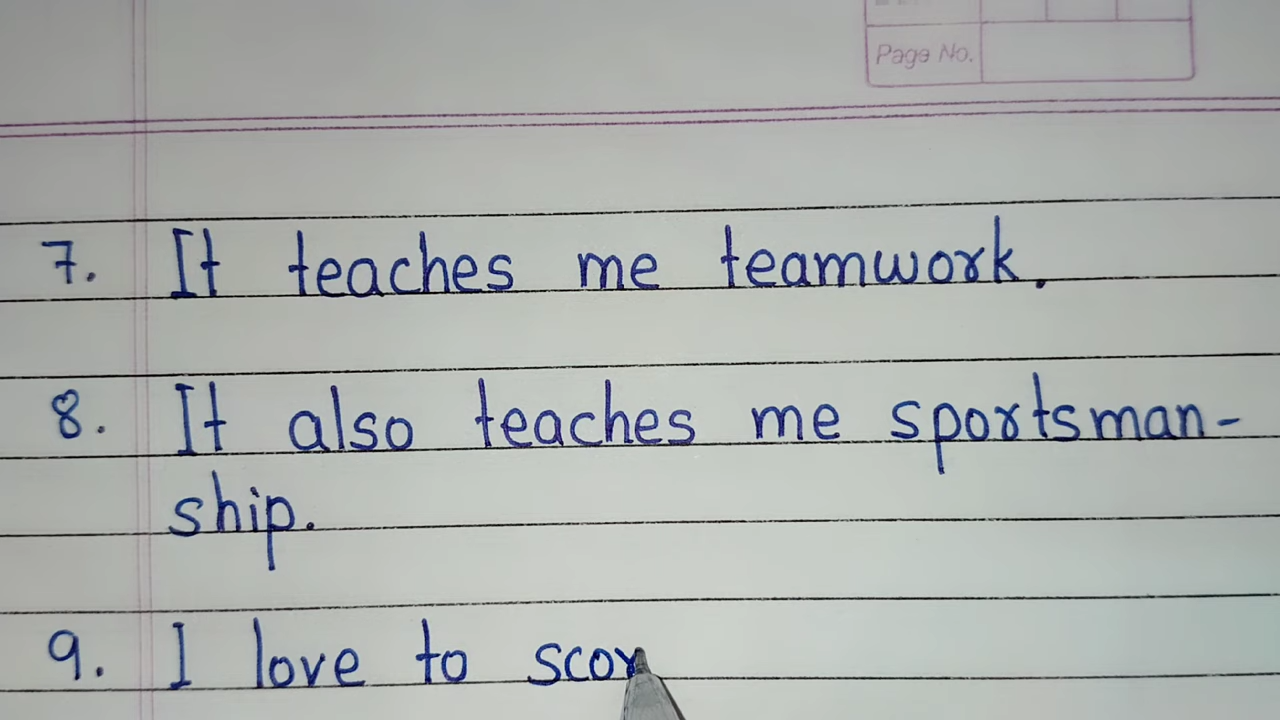 Page No.
7. It teaches me teamwork.
8. It also teaches me sportsman-
ship.
9. I love to scor